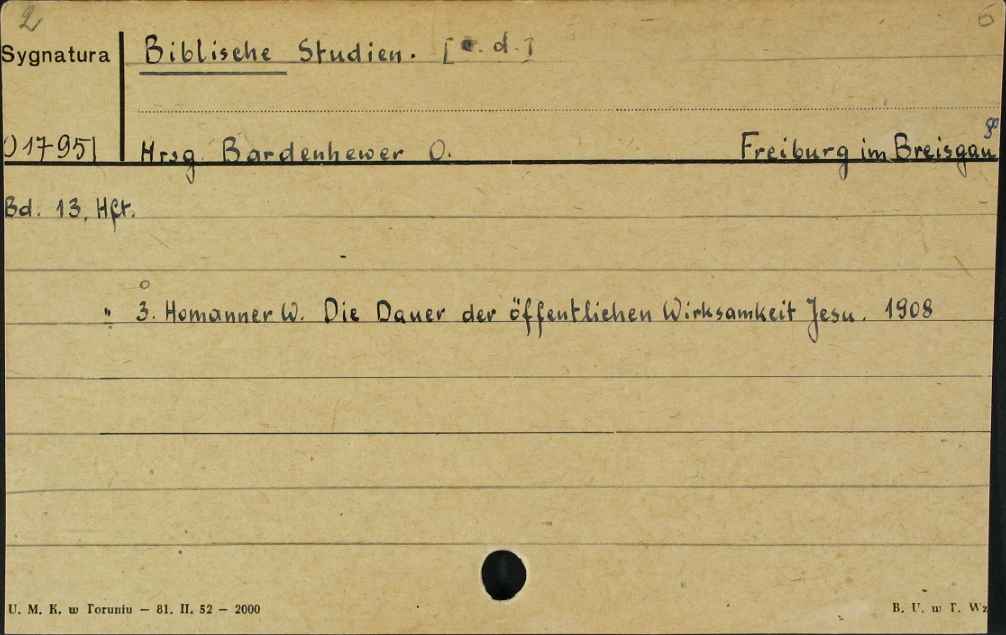 2
Sygnatura
Biblische Studien. [c. d.]
01795|
Hrsg. Bardenhewer O. Freiburg im Breisgau
8°
Bd. 13, Hft.
" 3. Homanner W. Die Dauer der öffentlichen Wirksamkeit Jesu. 1908
U. M. K. w Toruniu — 81. II. 52 — 2000
B. U. w T. Wz